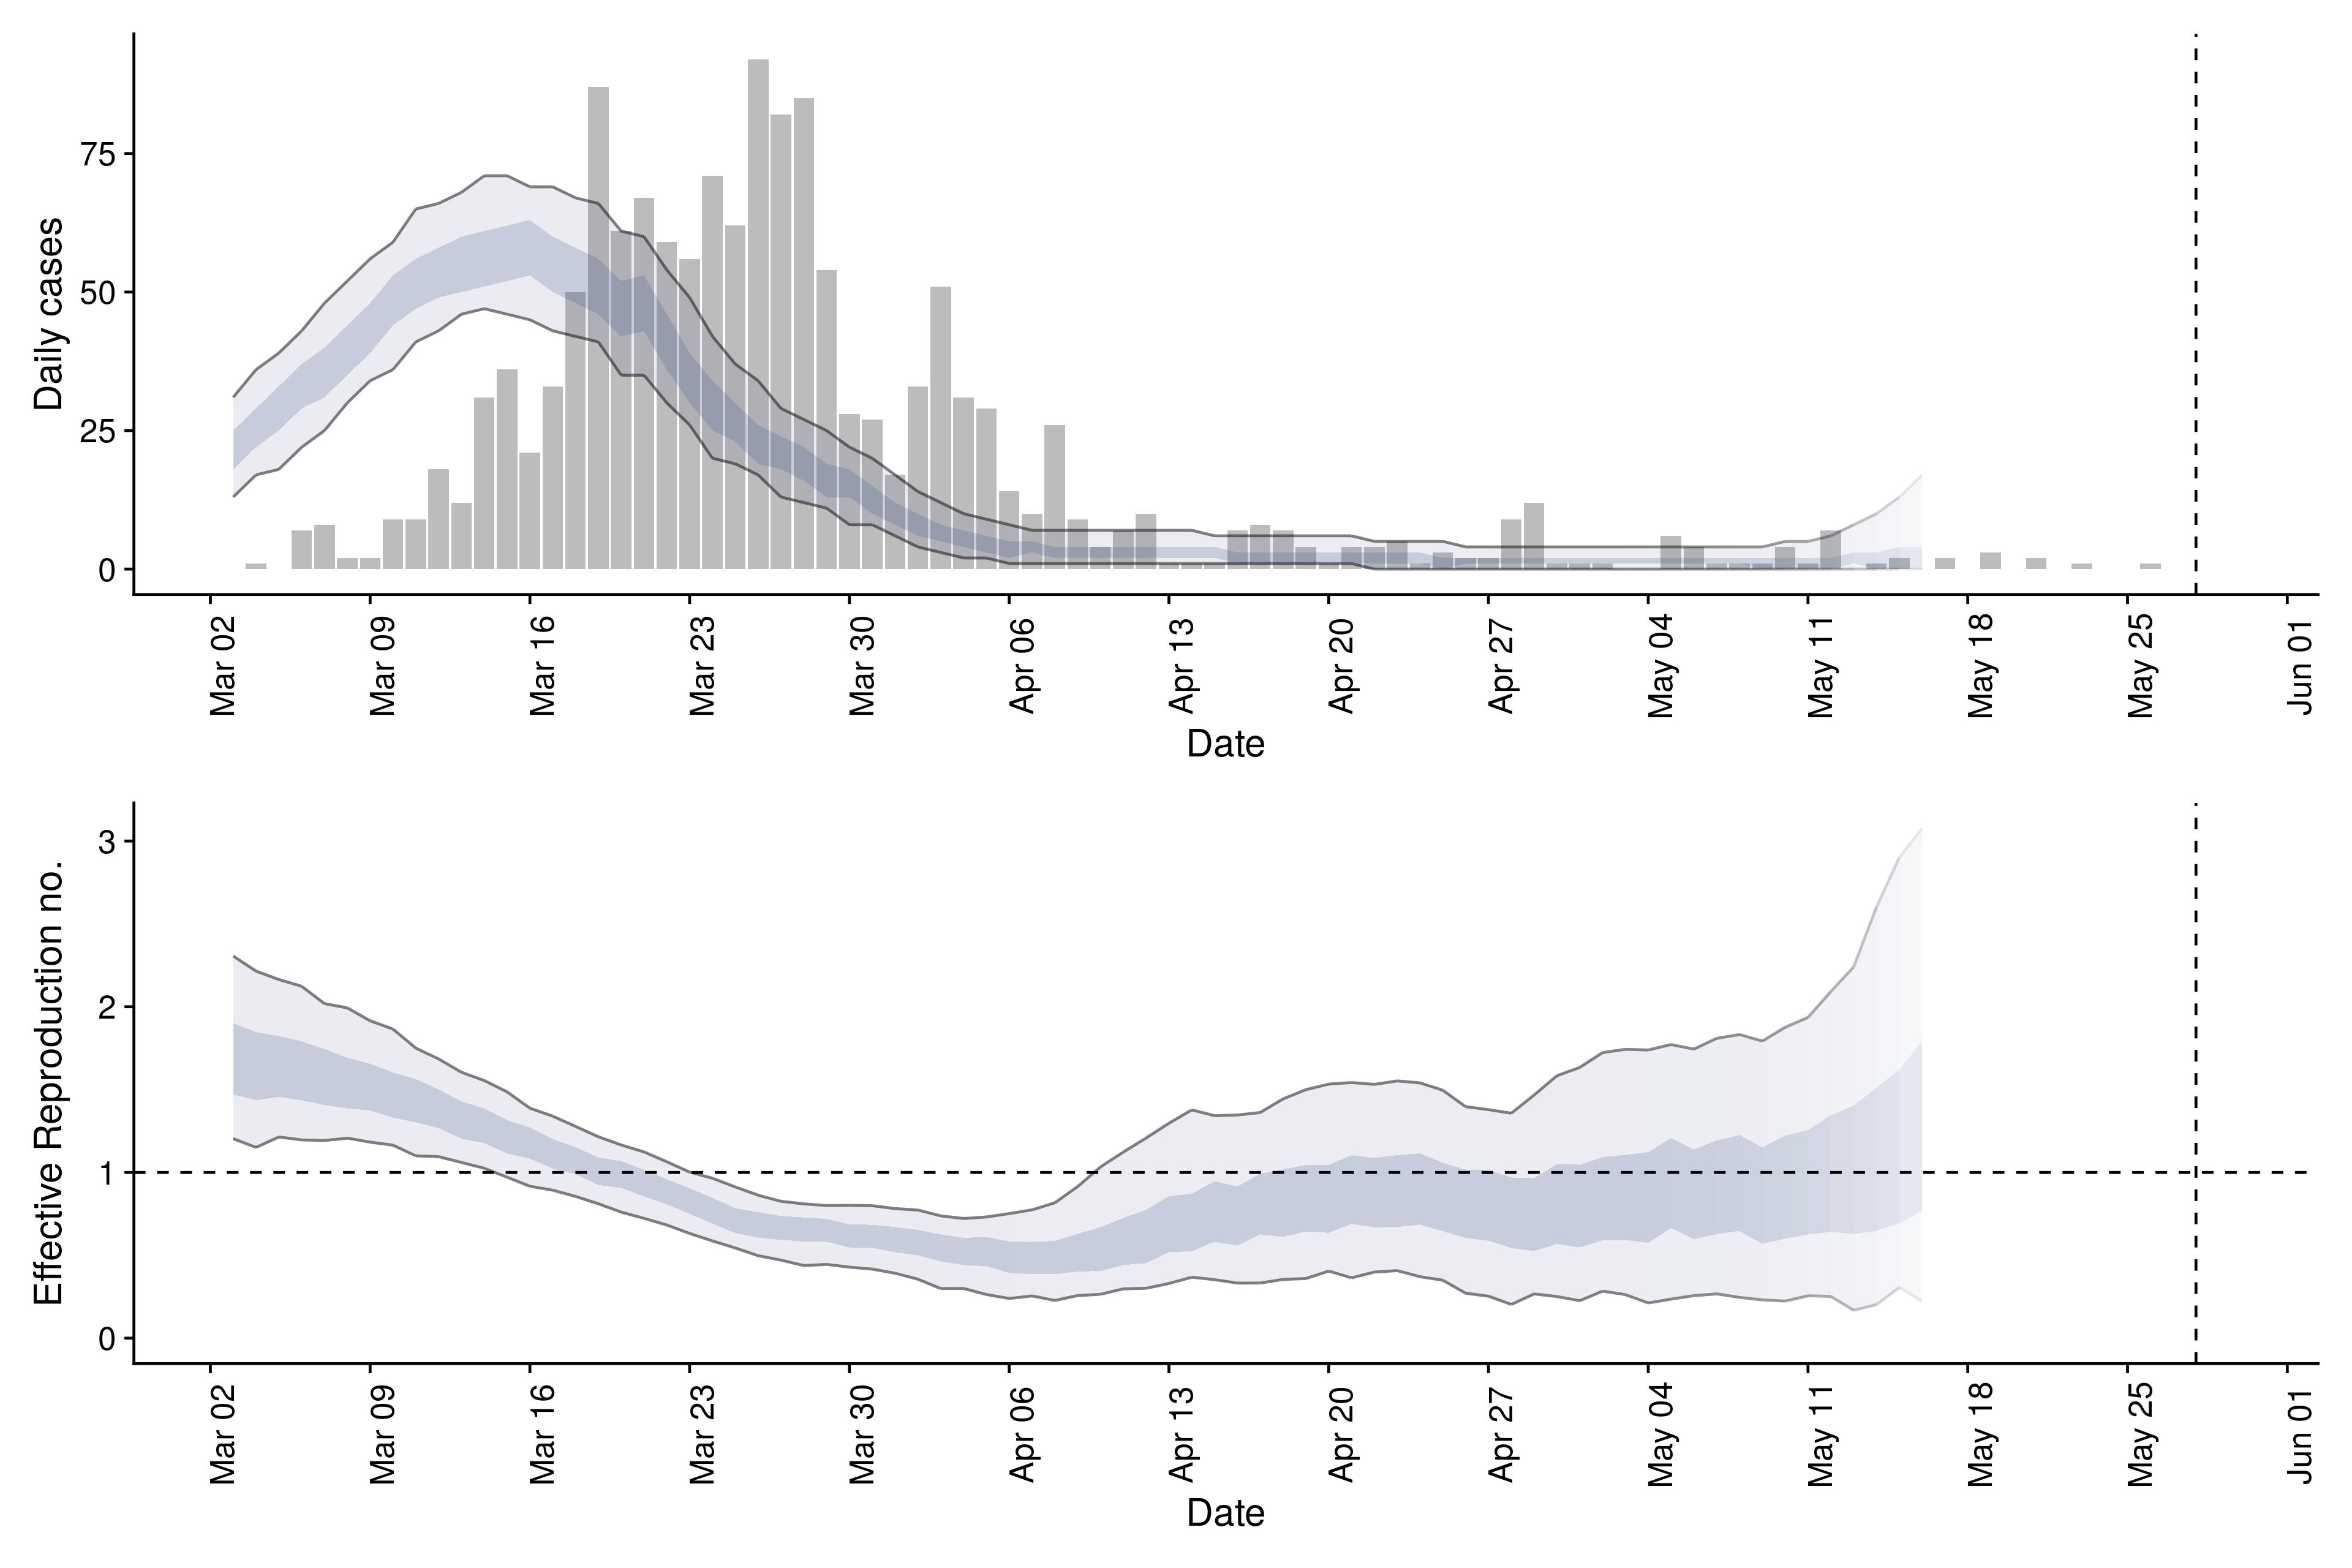 Daily cases
75
50
25
0
Mar 02
Mar 09
Mar 16
Mar 23
Mar 30
Apr 06
Apr 13
Apr 20
Apr 27
May 04
May 11
May 18
May 25
Jun 01
Date
Effective Reproduction no.
3
2
1
0
Mar 02
Mar 09
Mar 16
Mar 23
Mar 30
Apr 06
Apr 13
Apr 20
Apr 27
May 04
May 11
May 18
May 25
Jun 01
Date